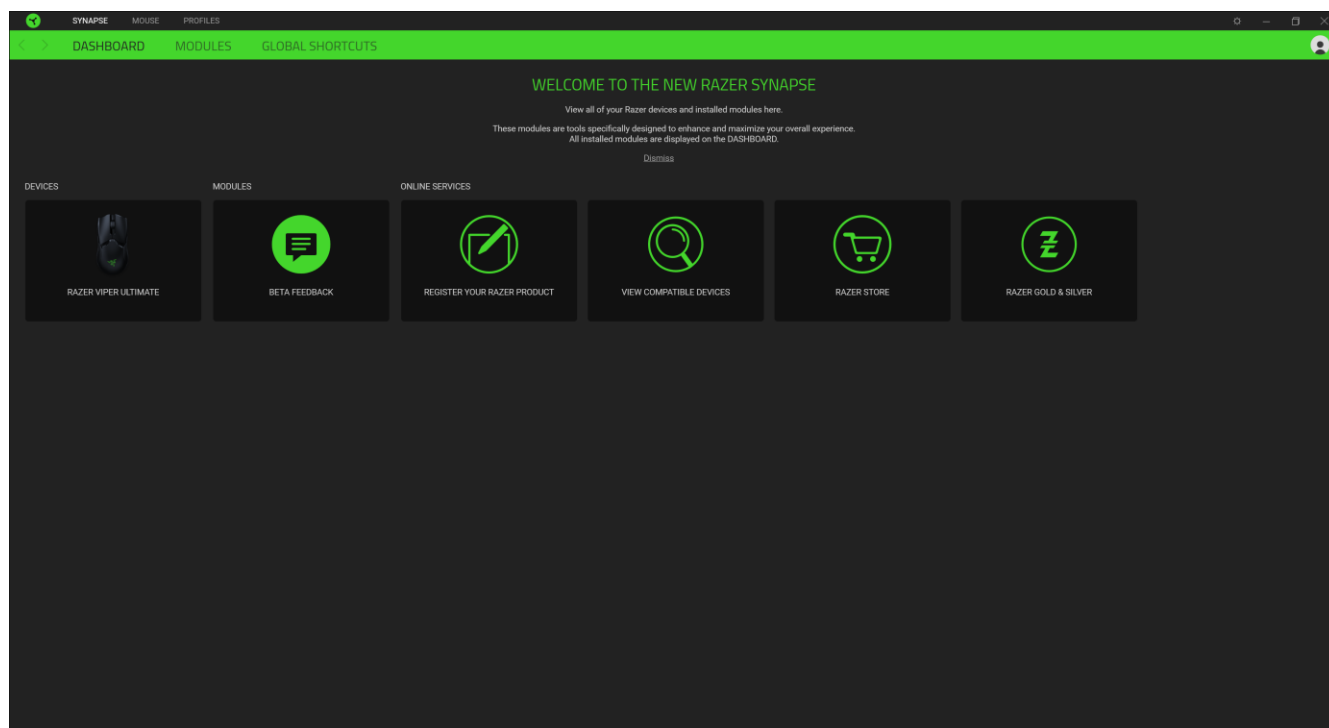 SYNAPSE MOUSE PROFILES
DASHBOARD MODULES GLOBAL SHORTCUTS
WELCOME TO THE NEW RAZER SYNAPSE
View all of your Razer devices and installed modules here.
These modules are tools specifically designed to enhance and maximize your overall experience.
All installed modules are displayed on the DASHBOARD.
Dismiss
DEVICES MODULES ONLINE SERVICES
RAZER VIPER ULTIMATE BETA FEEDBACK REGISTER YOUR RAZER PRODUCT VIEW COMPATIBLE DEVICES RAZER STORE RAZER GOLD & SILVER